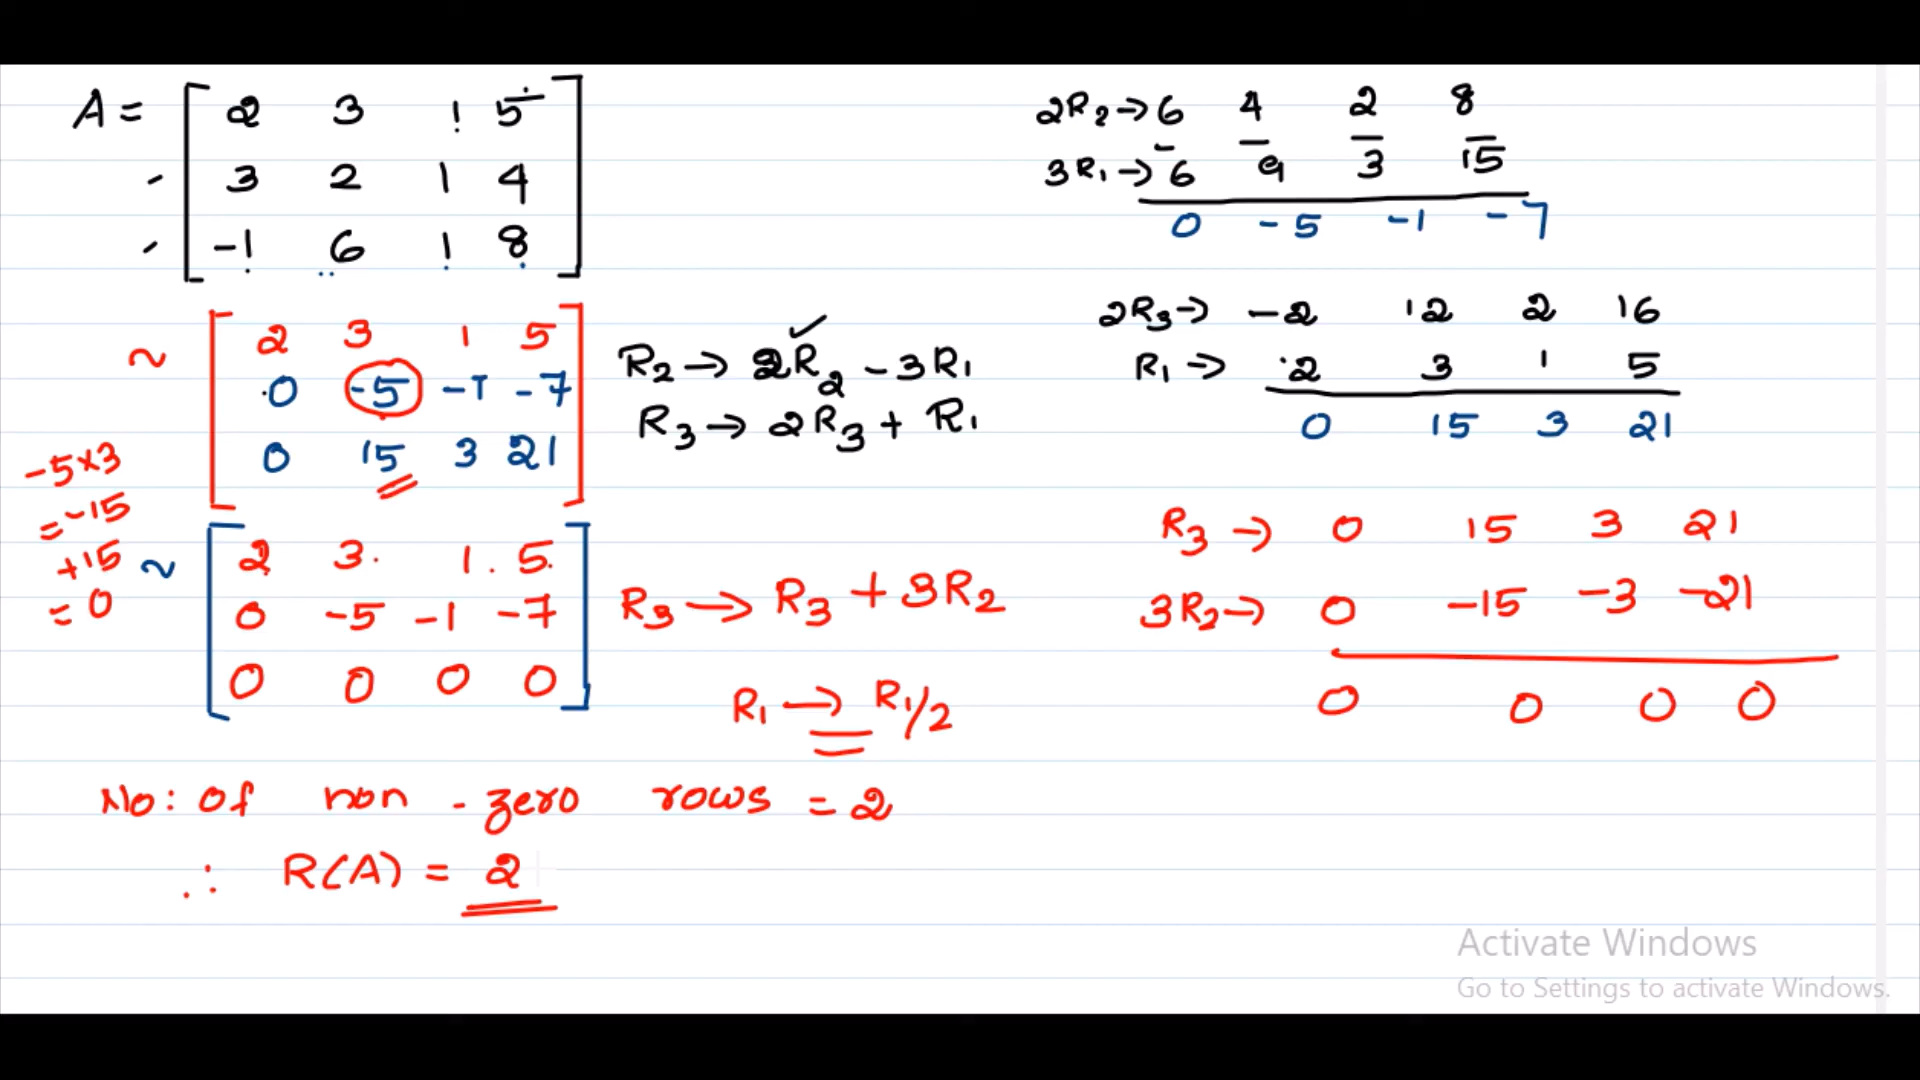 A = [ 2 3 1 5
3 2 1 4
-1 6 1 8 ]
~ [ 2 3 1 5
0 -5 -1 -7
0 15 3 21 ]
R2 → 2R2 - 3R1
R3 → 2R3 + R1
-5×3
= -15
+15
= 0
~ [ 2 3 1 5
0 -5 -1 -7
0 0 0 0 ]
R3 → R3 + 3R2
R1 → R1/2
No: of non-zero rows = 2
∴ R(A) = 2
2R2 → 6 4 2 8
3R1 → 6 9 3 15
0 -5 -1 -7
2R3 → -2 12 2 16
R1 → 2 3 1 5
0 15 3 21
R3 → 0 15 3 21
3R2 → 0 -15 -3 -21
0 0 0 0
Activate Windows
Go to Settings to activate Windows.